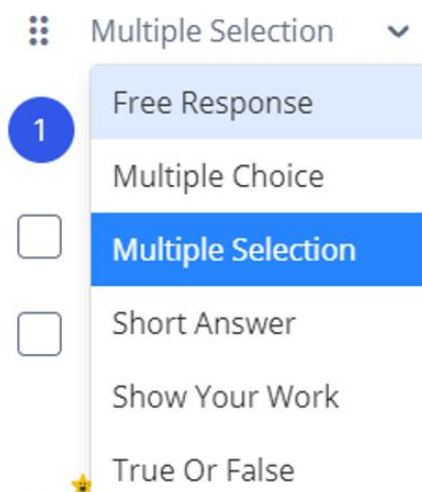 Multiple Selection
Free Response
1
Multiple Choice
Multiple Selection
Short Answer
Show Your Work
True Or False